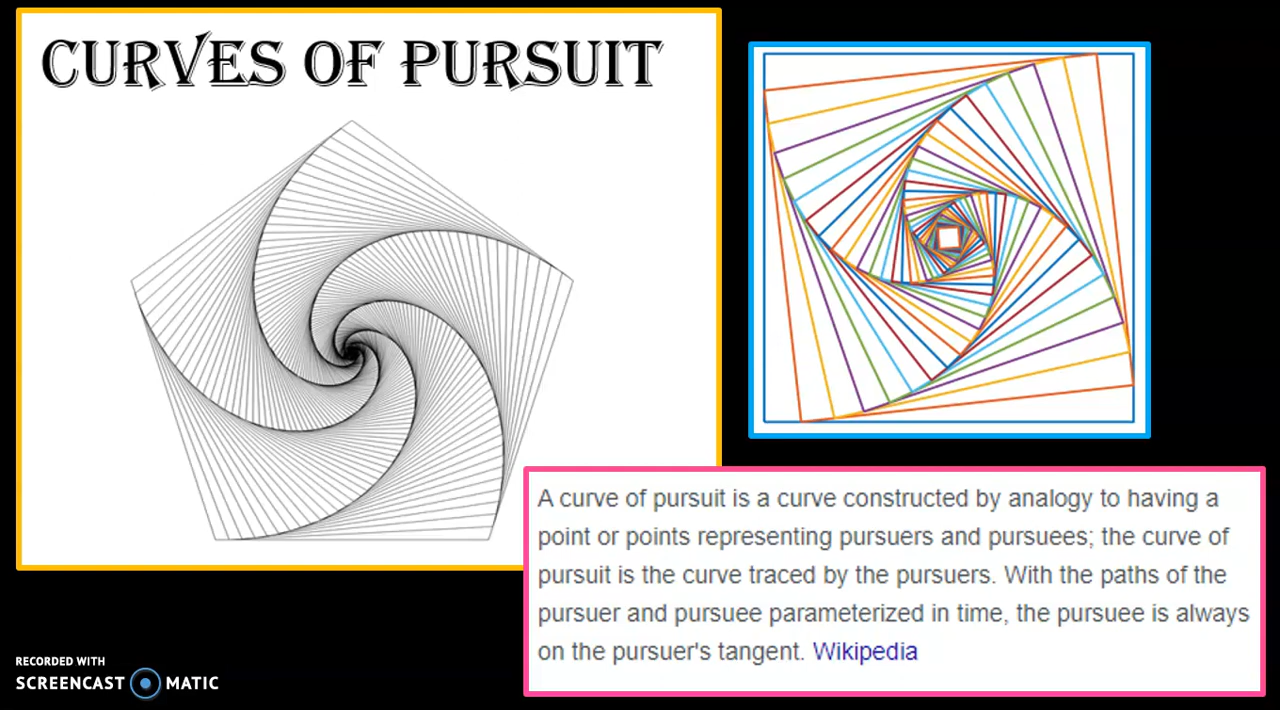 CURVES OF PURSUIT
A curve of pursuit is a curve constructed by analogy to having a
point or points representing pursuers and pursuees; the curve of
pursuit is the curve traced by the pursuers. With the paths of the
pursuer and pursuee parameterized in time, the pursuee is always
on the pursuer's tangent. Wikipedia
RECORDED WITH
SCREENCAST MATIC